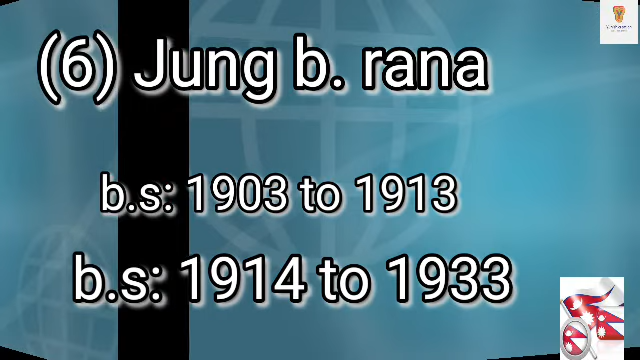 (6) Jung b. rana
b.s: 1903 to 1913
b.s: 1914 to 1933